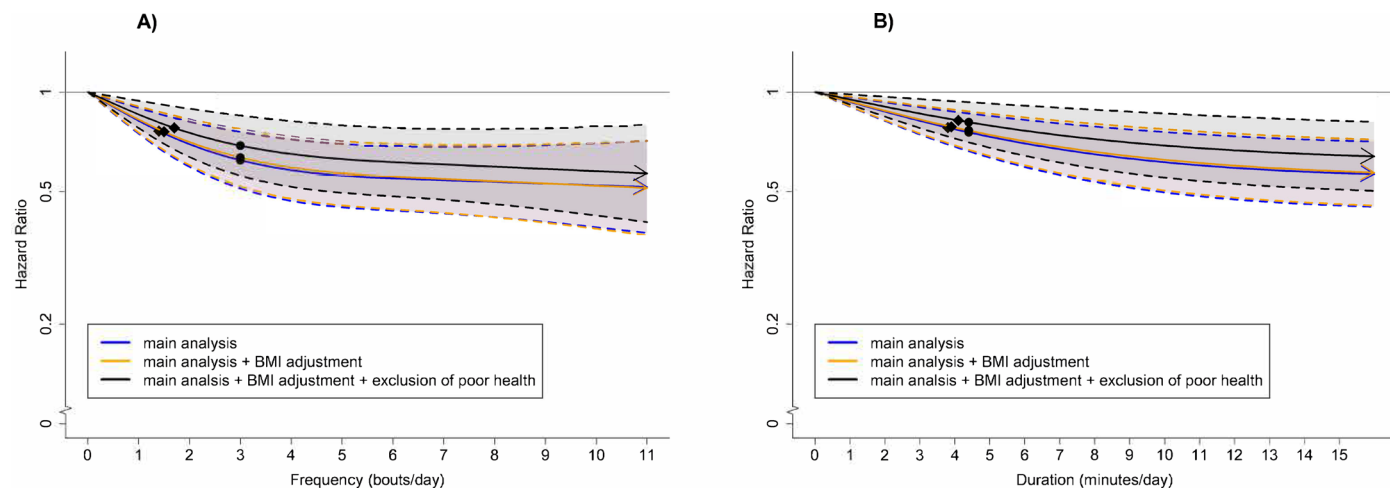 A)
Hazard Ratio
1
0.5
0.2
0
main analysis
main analysis + BMI adjustment
main analsis + BMI adjustment + exclusion of poor health
0 1 2 3 4 5 6 7 8 9 10 11
Frequency (bouts/day)
B)
Hazard Ratio
1
0.5
0.2
0
main analysis
main analysis + BMI adjustment
main analsis + BMI adjustment + exclusion of poor health
0 1 2 3 4 5 6 7 8 9 10 11 12 13 15
Duration (minutes/day)